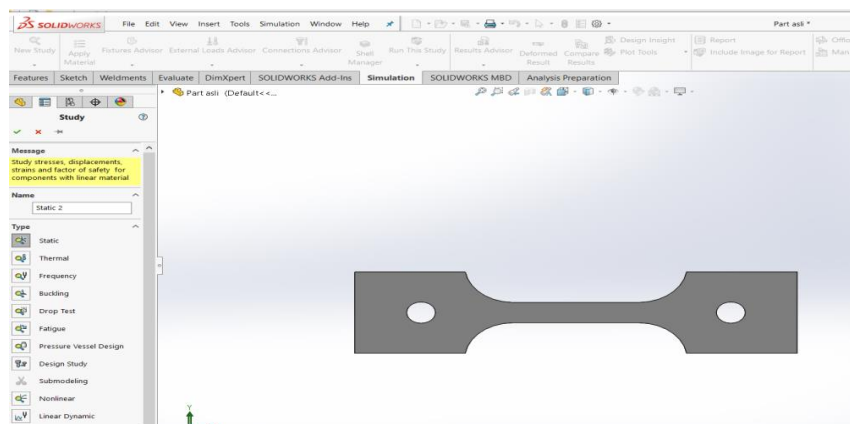 SOLIDWORKS File Edit View Insert Tools Simulation Window Help Part asli *
New Study Apply Material Fixtures Advisor External Loads Advisor Connections Advisor Shell Manager Run This Study Results Advisor Deformed Result Compare Results Design Insight Plot Tools Report Include Image for Report
Features Sketch Weldments Evaluate DimXpert SOLIDWORKS Add-Ins Simulation SOLIDWORKS MBD Analysis Preparation
Part asli (Default<<...
Study
Message
Study stresses, displacements,
strains and factor of safety for
components with linear material
Name
Static 2
Type
Static
Thermal
Frequency
Buckling
Drop Test
Fatigue
Pressure Vessel Design
Design Study
Submodeling
Nonlinear
Linear Dynamic
Y